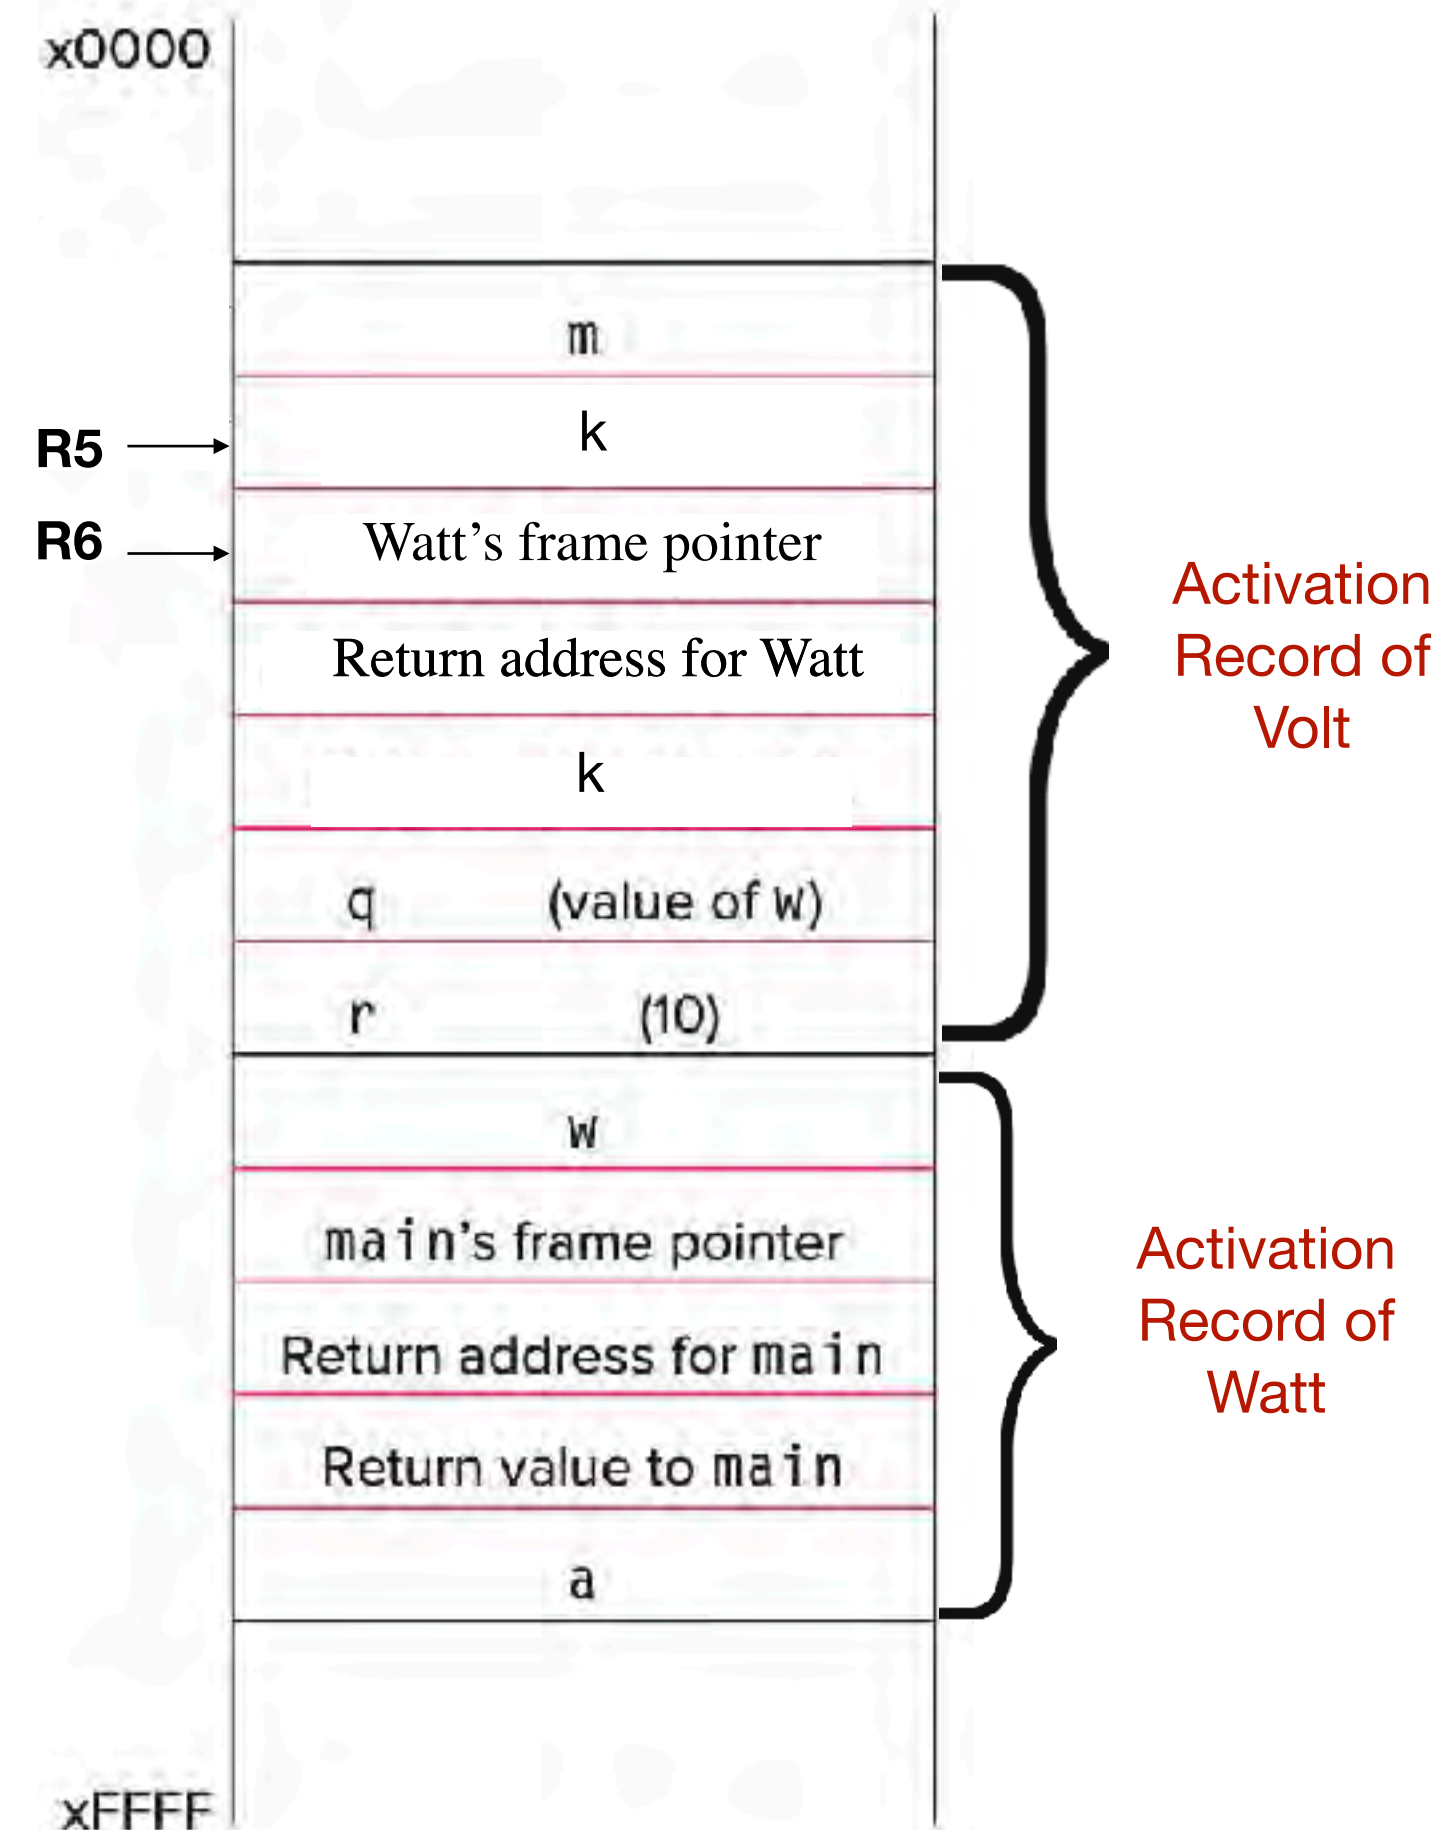 x0000
m
R5
k
R6
Watt’s frame pointer
Return address for Watt
k
q (value of w)
r (10)
Activation
Record of
Volt
w
main’s frame pointer
Return address for main
Return value to main
a
Activation
Record of
Watt
xFFFF